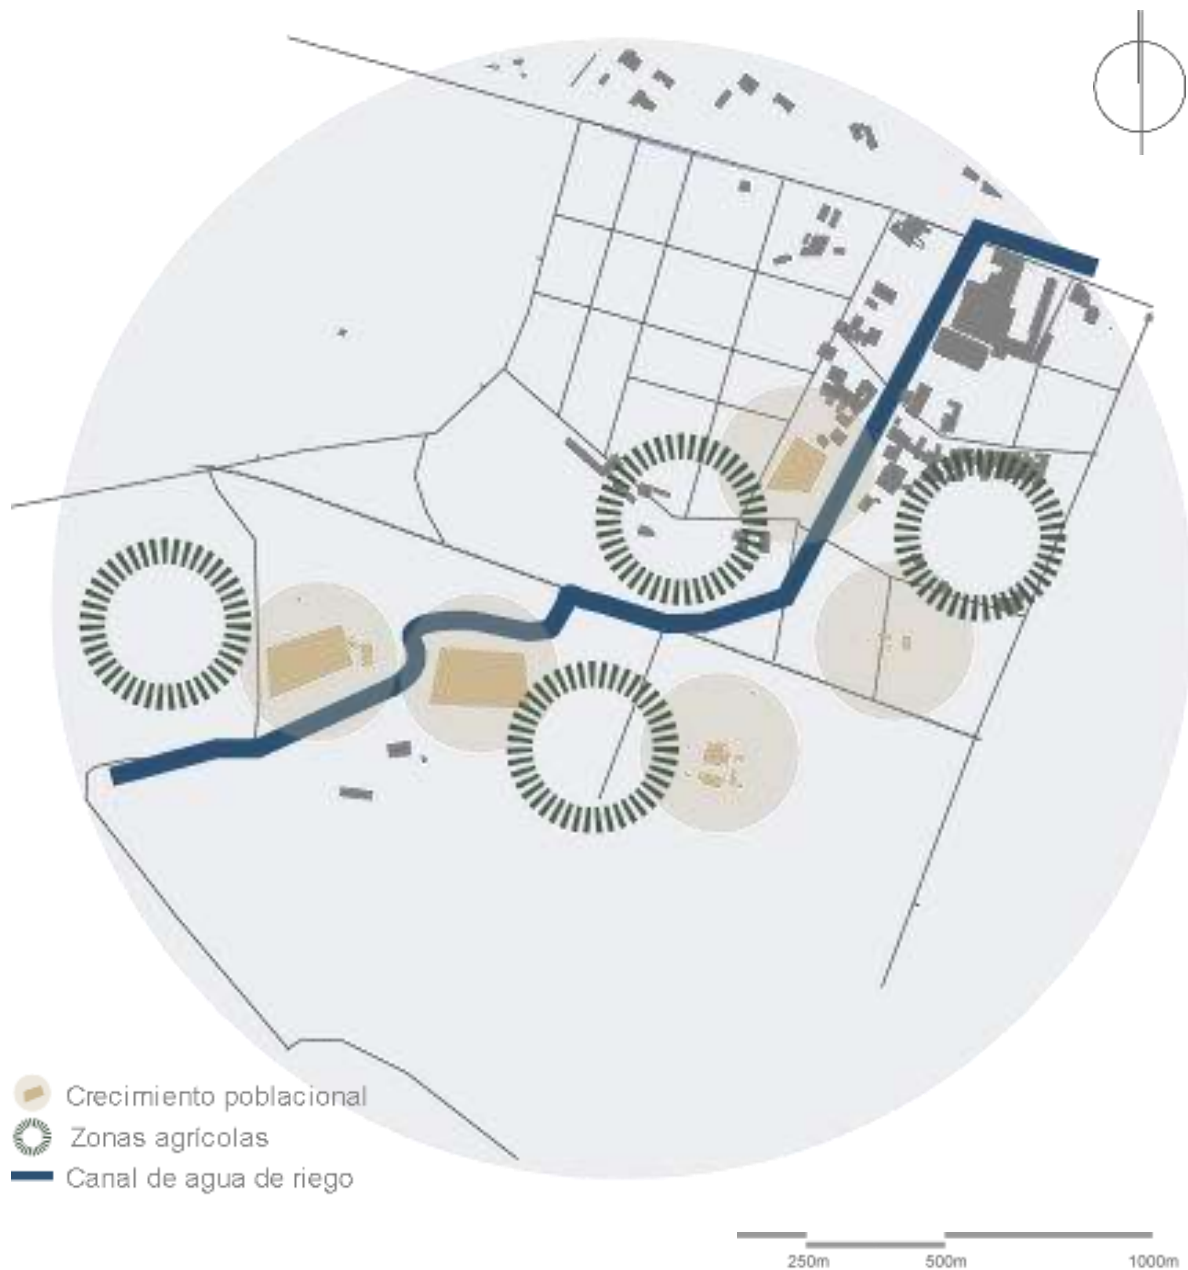 Crecimiento poblacional
Zonas agrícolas
Canal de agua de riego
250m 500m 1000m